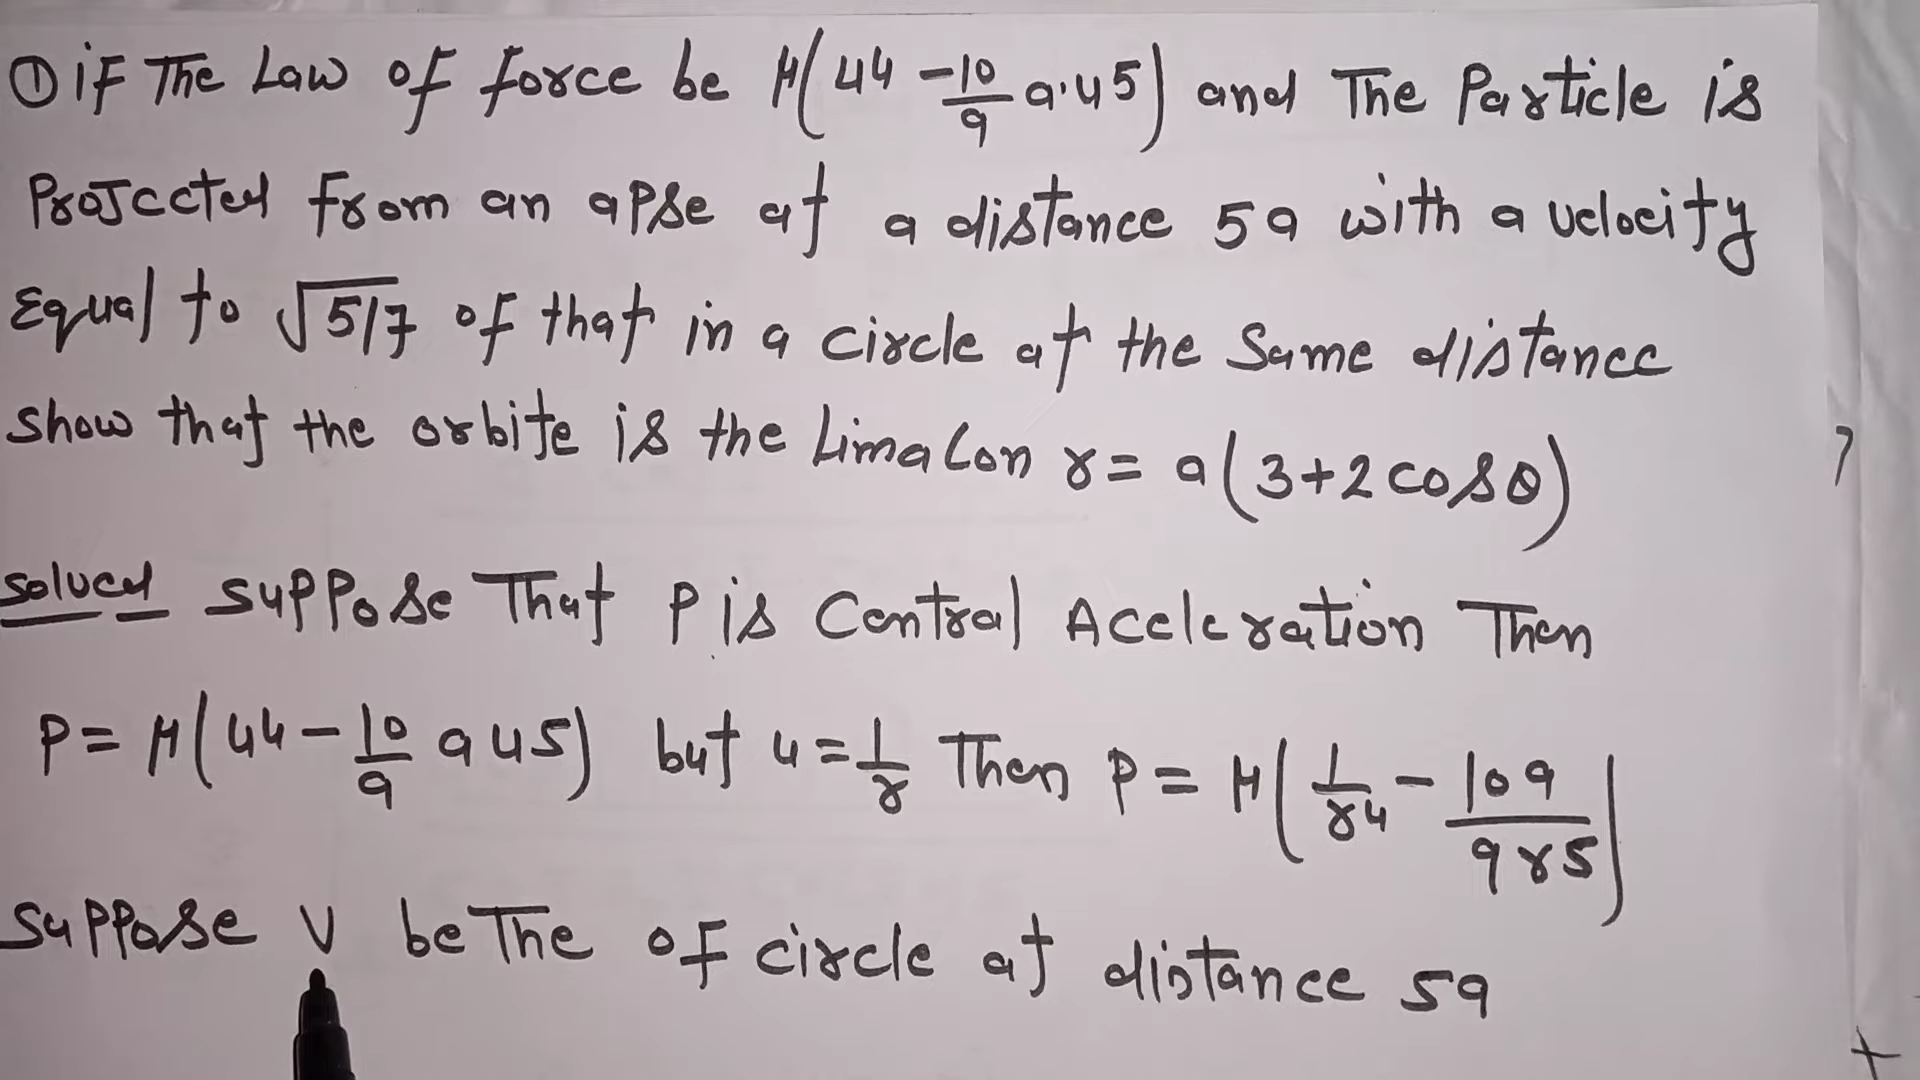 ① if The Law of force be μ(u4 - 10/9 a·u5) and The Particle is
Projected from an apse at a distance 5a with a velocity
Equal to √5/7 of that in a circle at the Same distance
Show that the orbite is the Limacon r = a(3+2cosθ) ?
Solved Suppose That P is Central Aceleration Then
P = μ(u4 - 10/9 a u5) but u = 1/r Then P = μ(1/r4 - 10a/9r5)
Suppose V be The of circle at distance 5a